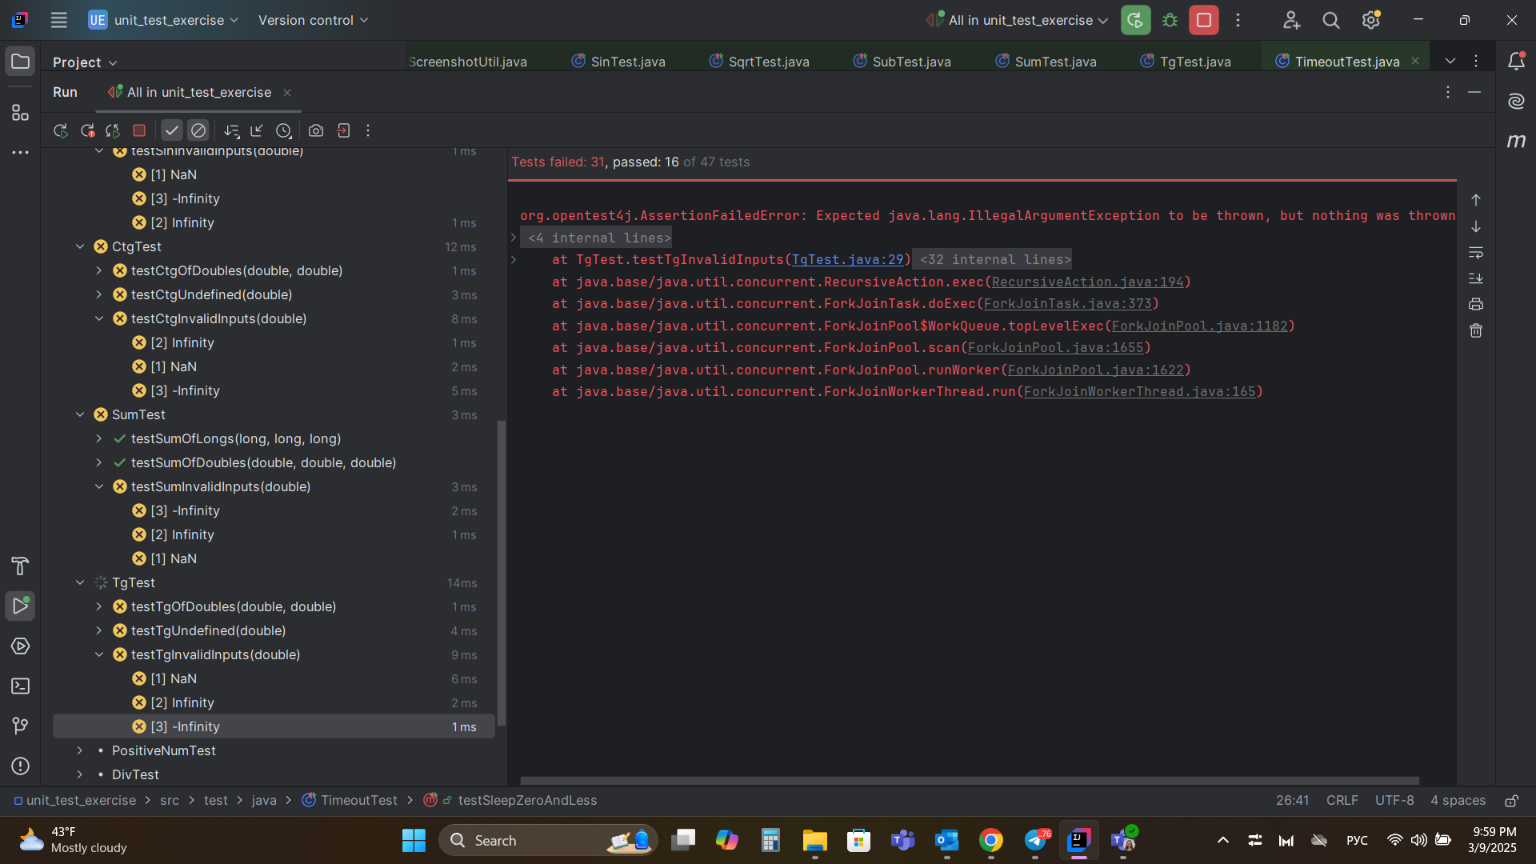 UE unit_test_exercise Version control All in unit_test_exercise
Project ScreenshotUtil.java SinTest.java SqrtTest.java SubTest.java SumTest.java TgTest.java TimeoutTest.java
Run All in unit_test_exercise
testSinInvalidInputs(double) 1 ms
[1] NaN
[3] -Infinity
[2] Infinity 1 ms
CtgTest 12 ms
testCtgOfDoubles(double, double) 1 ms
testCtgUndefined(double) 3 ms
testCtgInvalidInputs(double) 8 ms
[2] Infinity 1 ms
[1] NaN 2 ms
[3] -Infinity 5 ms
SumTest 3 ms
testSumOfLongs(long, long, long)
testSumOfDoubles(double, double, double)
testSumInvalidInputs(double) 3 ms
[3] -Infinity 2 ms
[2] Infinity 1 ms
[1] NaN
TgTest 14 ms
testTgOfDoubles(double, double) 1 ms
testTgUndefined(double) 4 ms
testTgInvalidInputs(double) 9 ms
[1] NaN 6 ms
[2] Infinity 2 ms
[3] -Infinity 1 ms
PositiveNumTest
DivTest
Tests failed: 31, passed: 16 of 47 tests
org.opentest4j.AssertionFailedError: Expected java.lang.IllegalArgumentException to be thrown, but nothing was thrown
<4 internal lines>
at TgTest.testTgInvalidInputs(TgTest.java:29) <32 internal lines>
at java.base/java.util.concurrent.RecursiveAction.exec(RecursiveAction.java:194)
at java.base/java.util.concurrent.ForkJoinTask.doExec(ForkJoinTask.java:373)
at java.base/java.util.concurrent.ForkJoinPool$WorkQueue.topLevelExec(ForkJoinPool.java:1182)
at java.base/java.util.concurrent.ForkJoinPool.scan(ForkJoinPool.java:1655)
at java.base/java.util.concurrent.ForkJoinPool.runWorker(ForkJoinPool.java:1622)
at java.base/java.util.concurrent.ForkJoinWorkerThread.run(ForkJoinWorkerThread.java:165)
m
unit_test_exercise > src > test > java > TimeoutTest > testSleepZeroAndLess 26:41 CRLF UTF-8 4 spaces
43°F
Mostly cloudy
Search
76
РУС
9:59 PM
3/9/2025